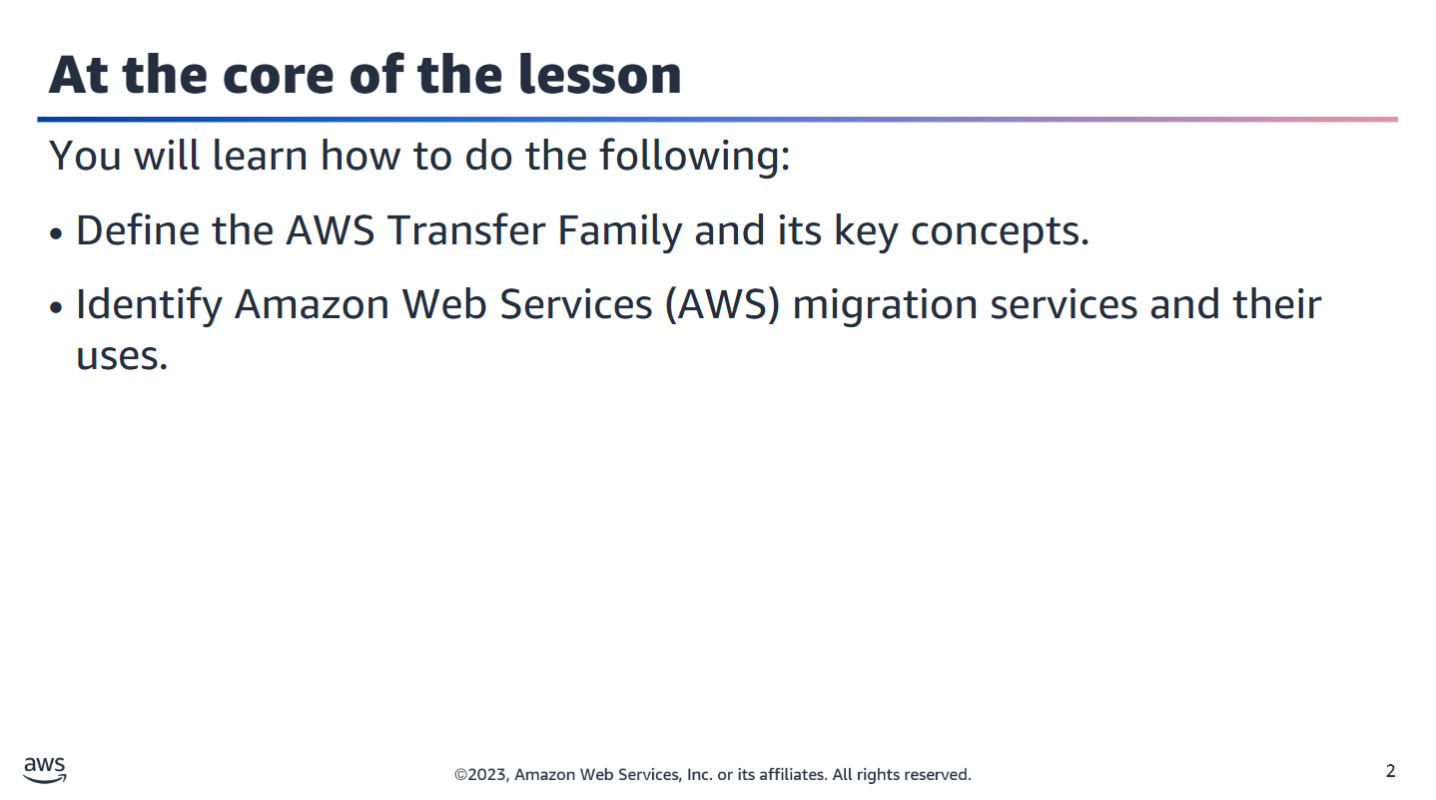 At the core of the lesson
You will learn how to do the following:
• Define the AWS Transfer Family and its key concepts.
• Identify Amazon Web Services (AWS) migration services and their
uses.
aws
©2023, Amazon Web Services, Inc. or its affiliates. All rights reserved.
2